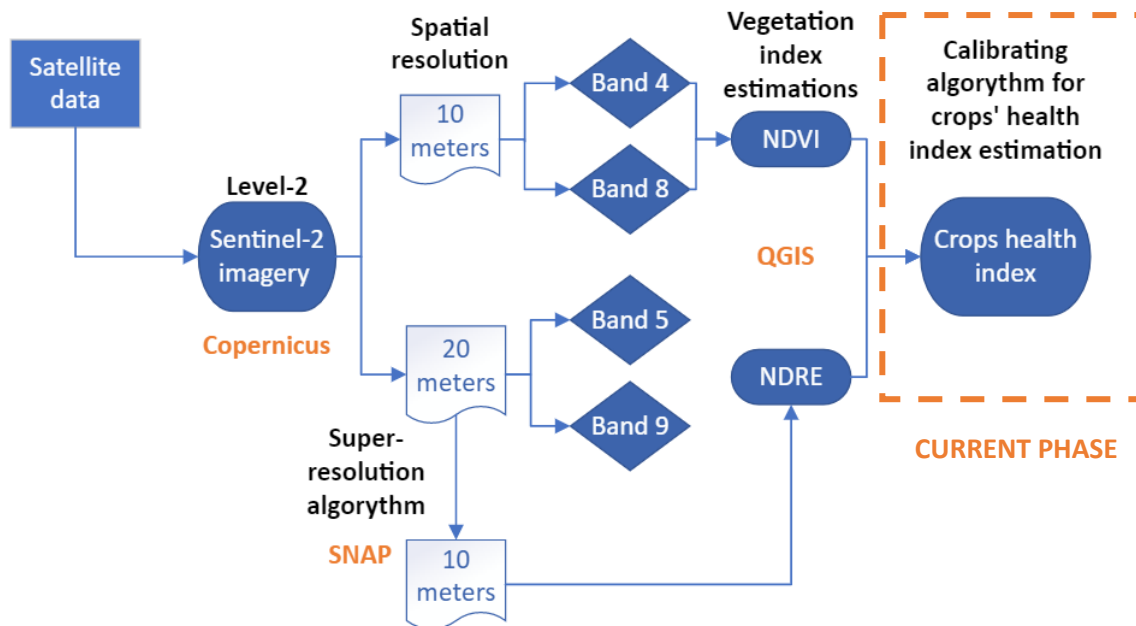 Satellite
data
Level-2
Sentinel-2
imagery
Copernicus
Spatial
resolution
10
meters
Band 4
Band 8
20
meters
Band 5
Band 9
Super-
resolution
algorythm
SNAP
10
meters
Vegetation
index
estimations
NDVI
QGIS
NDRE
Calibrating
algorythm for
crops' health
index estimation
Crops health
index
CURRENT PHASE